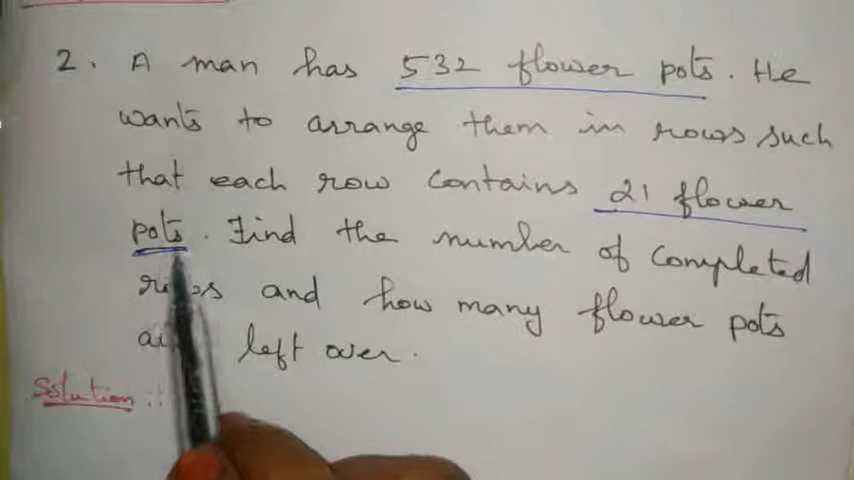 2. A man has 532 flower pots. He
wants to arrange them in rows such
that each row contains 21 flower
pots. Find the number of completed
and how many flower pots
left over.
Solution :